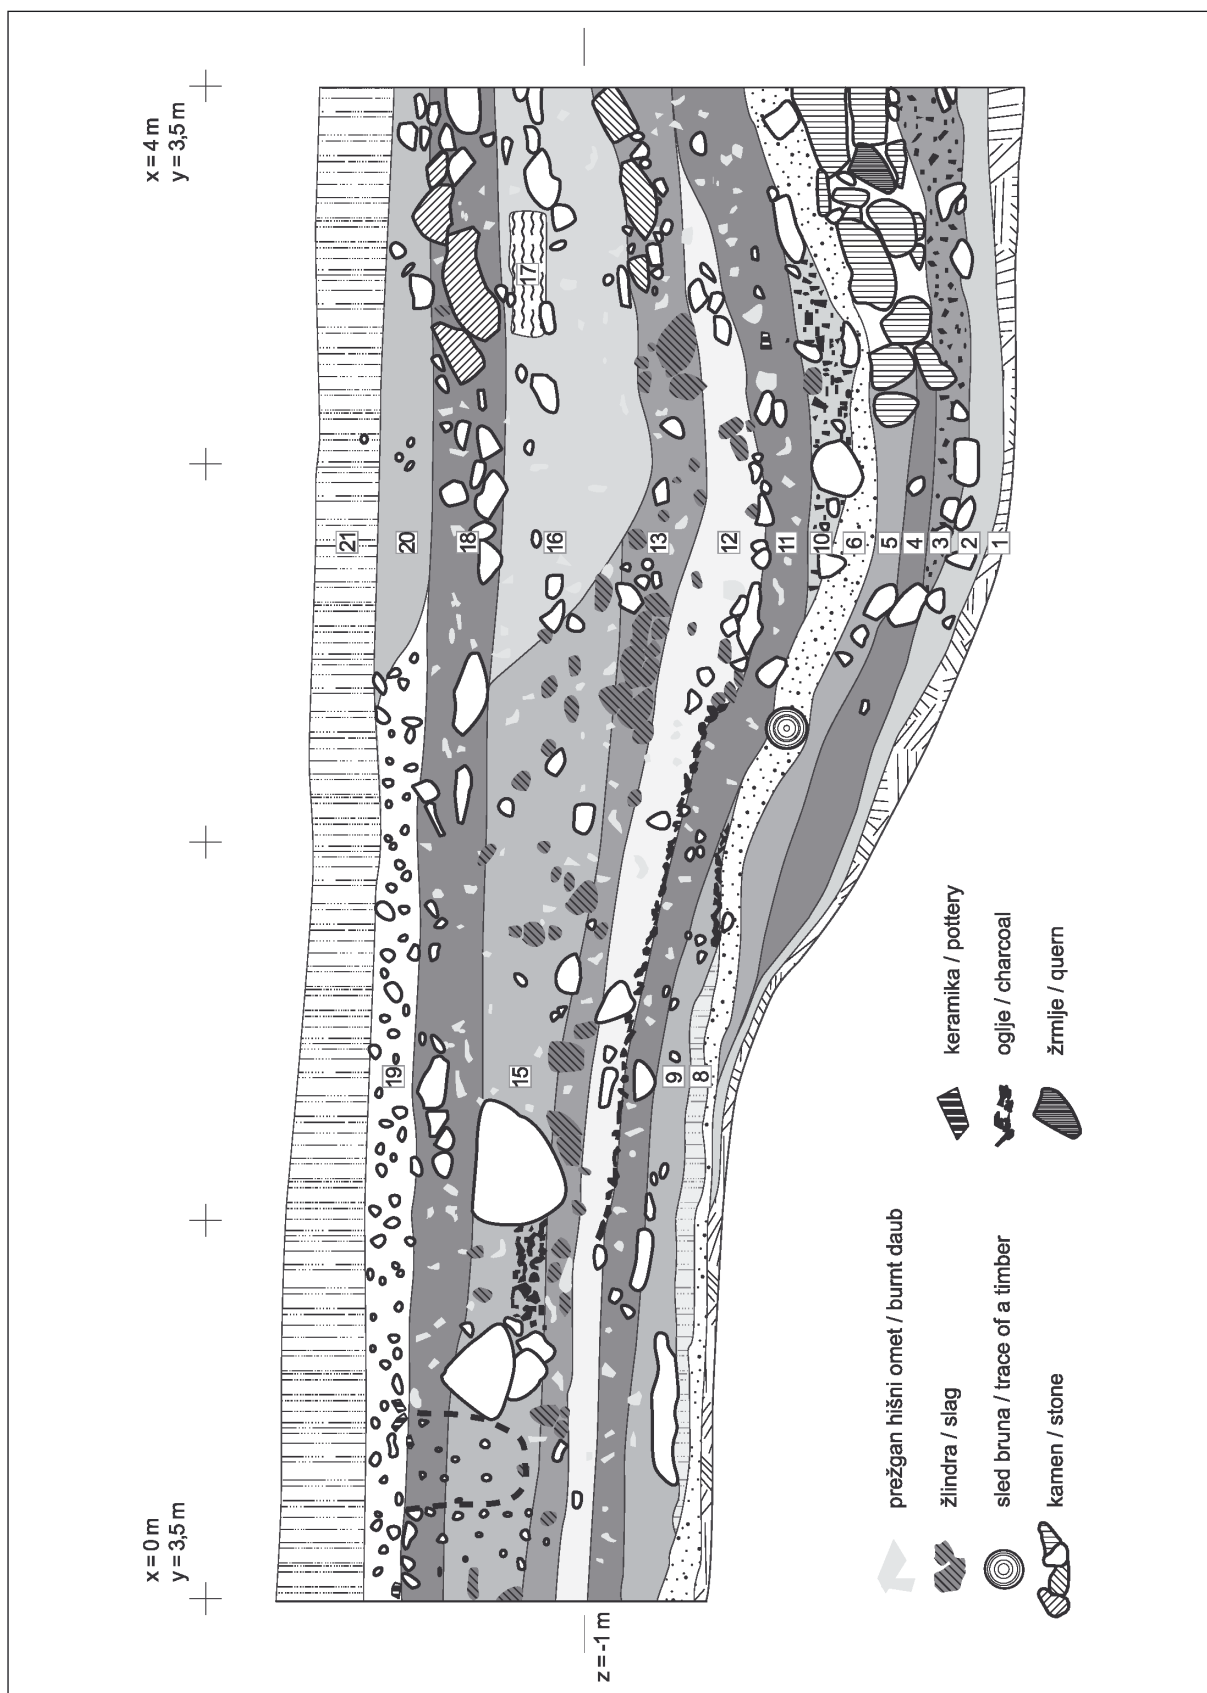 x = 0 m
y = 3,5 m
x = 4 m
y = 3,5 m
z = -1 m
21
20
19
18
17
16
15
13
12
11
10
9
8
6
5
4
3
2
1
prežgan hišni omet / burnt daub
žlindra / slag
sled bruna / trace of a timber
kamen / stone
keramika / pottery
oglje / charcoal
žrmlje / quern